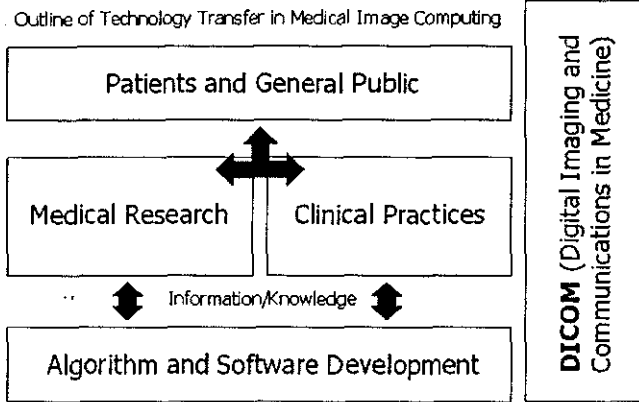 Outline of Technology Transfer in Medical Image Computing
Patients and General Public
Medical Research
Clinical Practices
Information/Knowledge
Algorithm and Software Development
DICOM (Digital Imaging and
Communications in Medicine)